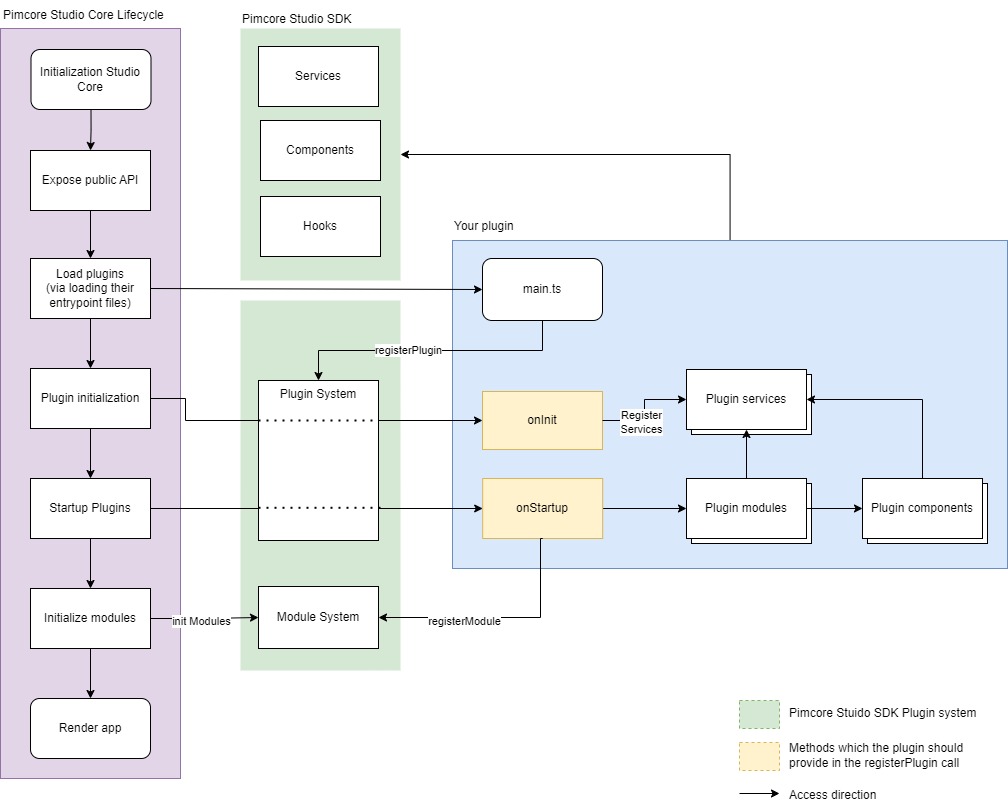 Pimcore Studio Core Lifecycle
Initialization Studio
Core
Expose public API
Load plugins
(via loading their
entrypoint files)
Plugin initialization
Startup Plugins
Initialize modules
Render app
Pimcore Studio SDK
Services
Components
Hooks
registerPlugin
Plugin System
init Modules
Module System
registerModule
Your plugin
main.ts
onInit
Register
Services
Plugin services
onStartup
Plugin modules
Plugin components
Pimcore Stuido SDK Plugin system
Methods which the plugin should
provide in the registerPlugin call
Access direction